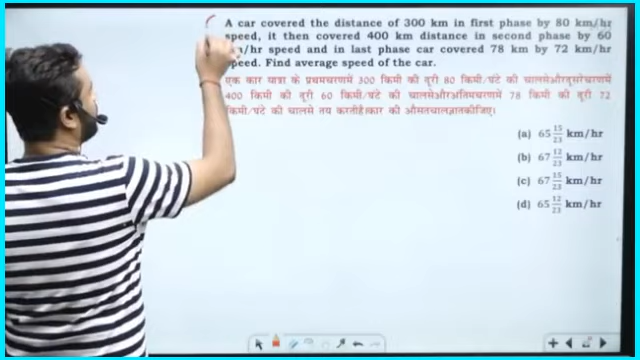 A car covered the distance of 300 km in first phase by 80 km/hr
speed, it then covered 400 km distance in second phase by 60
km/hr speed and in last phase car covered 78 km by 72 km/hr
speed. Find average speed of the car.
एक कार यात्रा के प्रथमचरणमें 300 किमी की दूरी 80 किमी/घंटे की चालसेऔरदूसरेचरणमें
400 किमी की दूरी 60 किमी/घंटे की चालसेऔरअंतिमचरणमें 78 किमी की दूरी 72
किमी/घंटे की चालसे तय करतीहै।कार की औसतचालज्ञातकीजिए।
(a) 65 15/23 km/hr
(b) 67 12/23 km/hr
(c) 67 15/23 km/hr
(d) 65 12/23 km/hr